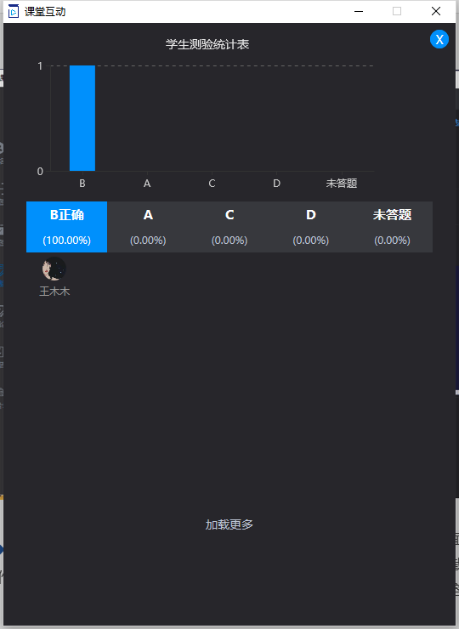 课堂互动
学生测验统计表
X
1
0
B A C D 未答题
B正确 A C D 未答题
(100.00%) (0.00%) (0.00%) (0.00%) (0.00%)
王木木
加载更多